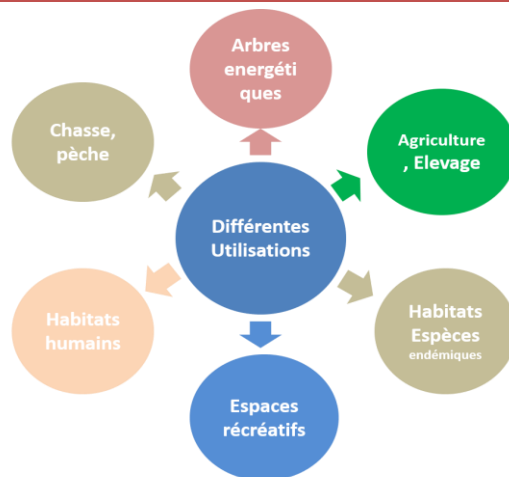 Arbres
energéti
ques
Chasse,
pèche
Agriculture
, Elevage
Différentes
Utilisations
Habitats
humains
Habitats
Espèces
endémiques
Espaces
récréatifs